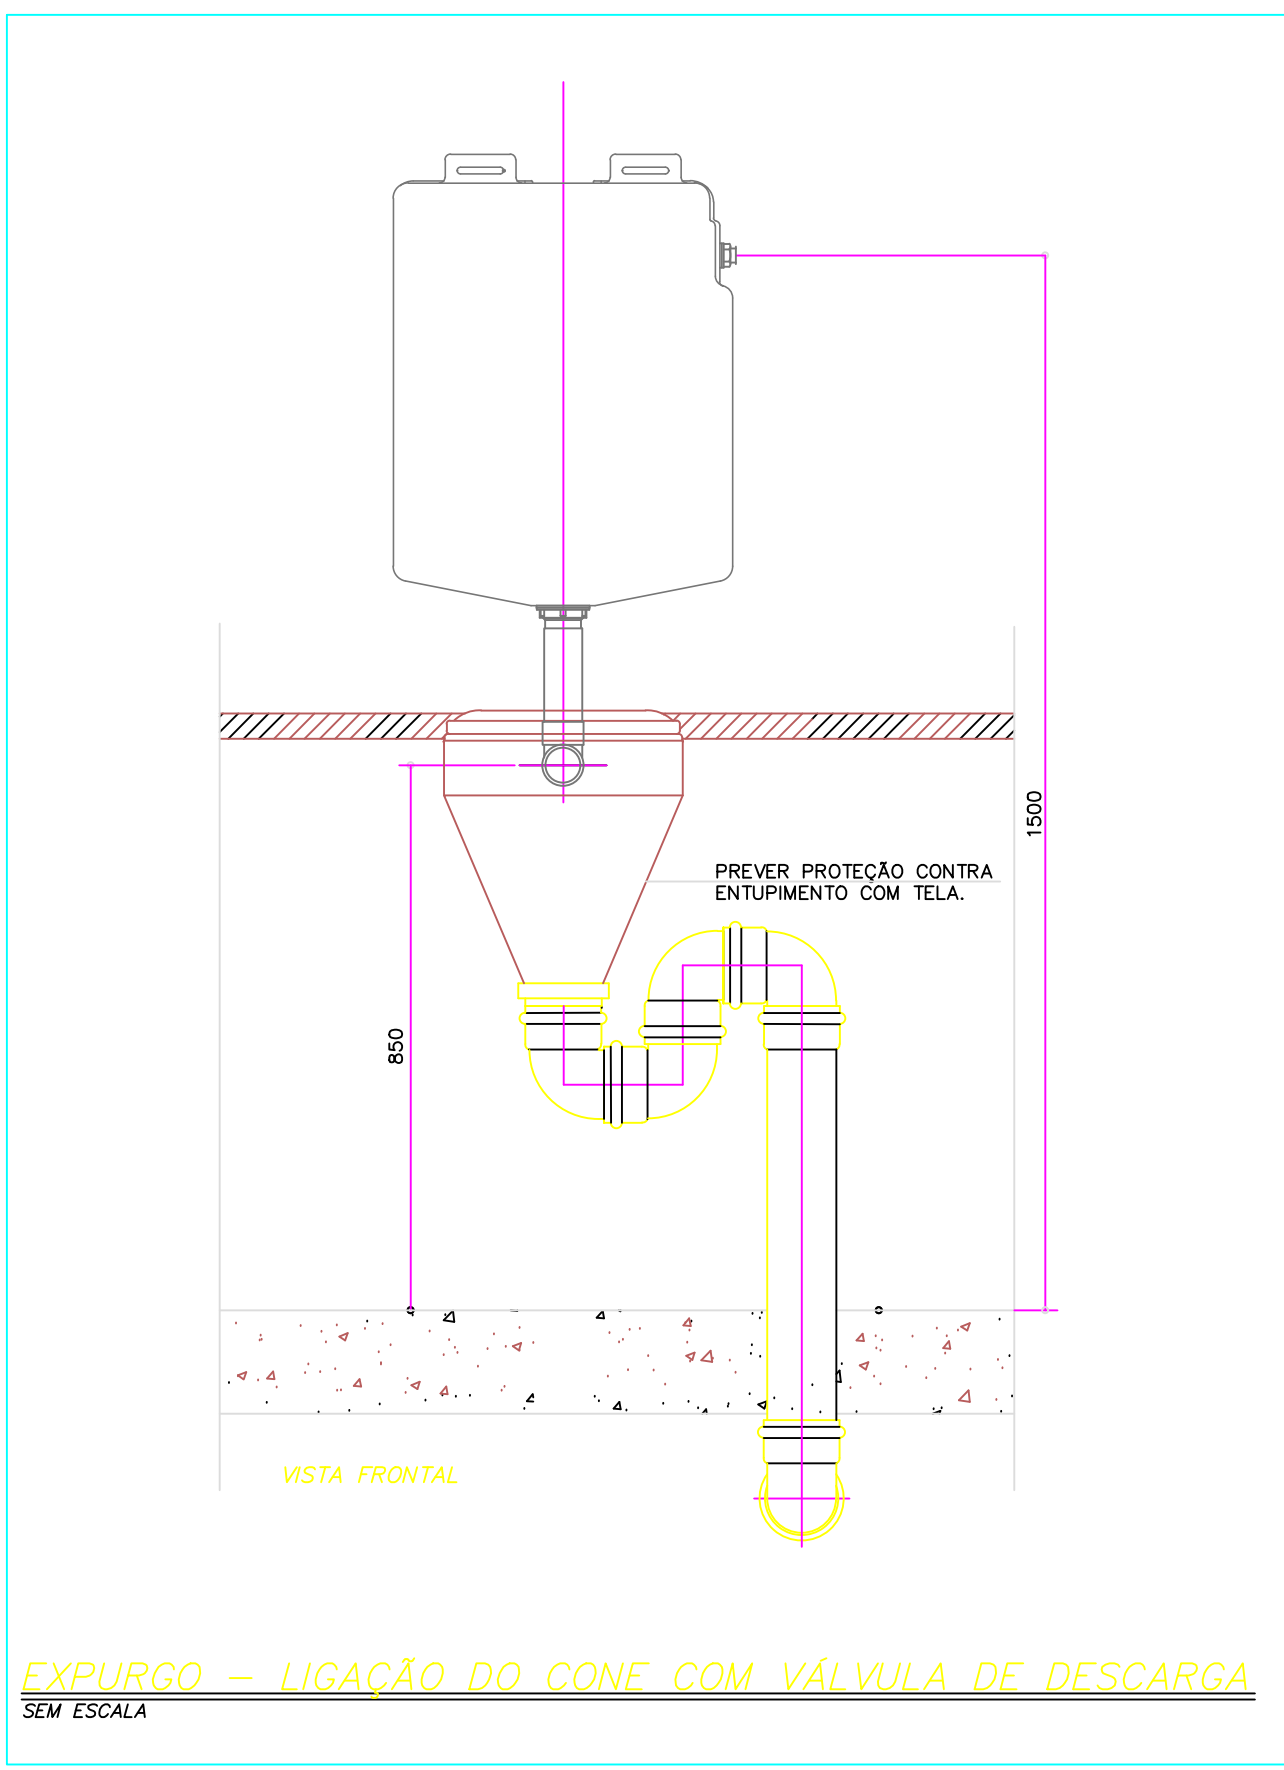 1500
PREVER PROTEÇÃO CONTRA
ENTUPIMENTO COM TELA.
850
VISTA FRONTAL
EXPURGO – LIGAÇÃO DO CONE COM VÁLVULA DE DESCARGA
SEM ESCALA